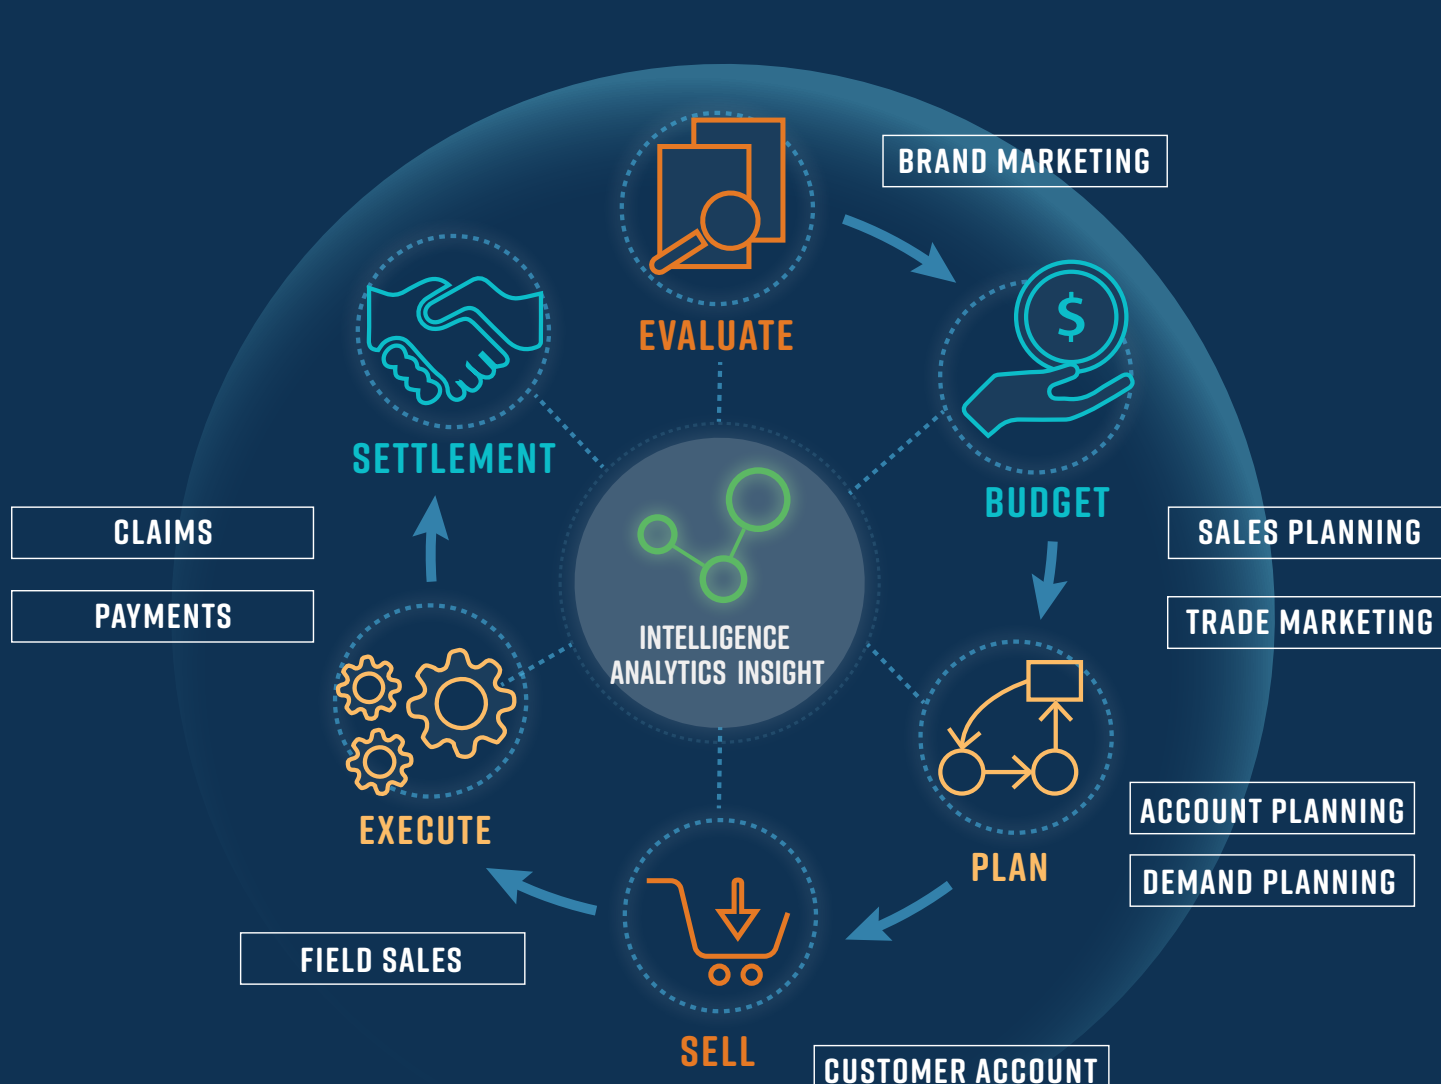 BRAND MARKETING
EVALUATE
$
SETTLEMENT
BUDGET
CLAIMS
SALES PLANNING
PAYMENTS
TRADE MARKETING
INTELLIGENCE
ANALYTICS INSIGHT
ACCOUNT PLANNING
EXECUTE
PLAN
DEMAND PLANNING
FIELD SALES
SELL
CUSTOMER ACCOUNT